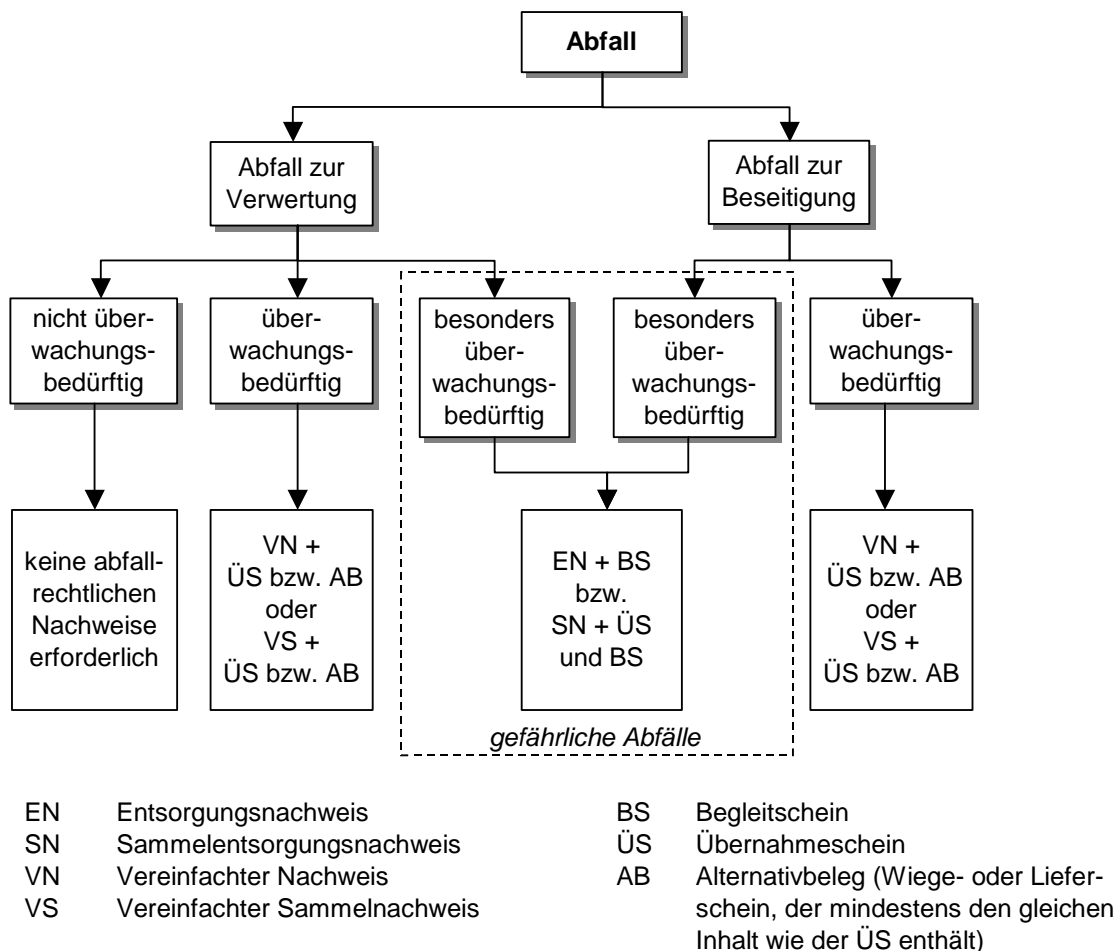 Abfall
Abfall zur
Verwertung
Abfall zur
Beseitigung
nicht über-
wachungs-
bedürftig
über-
wachungs-
bedürftig
besonders
über-
wachungs-
bedürftig
besonders
über-
wachungs-
bedürftig
über-
wachungs-
bedürftig
keine abfall-
rechtlichen
Nachweise
erforderlich
VN +
ÜS bzw. AB
oder
VS +
ÜS bzw. AB
EN + BS
bzw.
SN + ÜS
und BS
VN +
ÜS bzw. AB
oder
VS +
ÜS bzw. AB
gefährliche Abfälle
EN Entsorgungsnachweis
SN Sammelentsorgungsnachweis
VN Vereinfachter Nachweis
VS Vereinfachter Sammelnachweis
BS Begleitschein
ÜS Übernahmeschein
AB Alternativbeleg (Wiege- oder Liefer-
schein, der mindestens den gleichen
Inhalt wie der ÜS enthält)